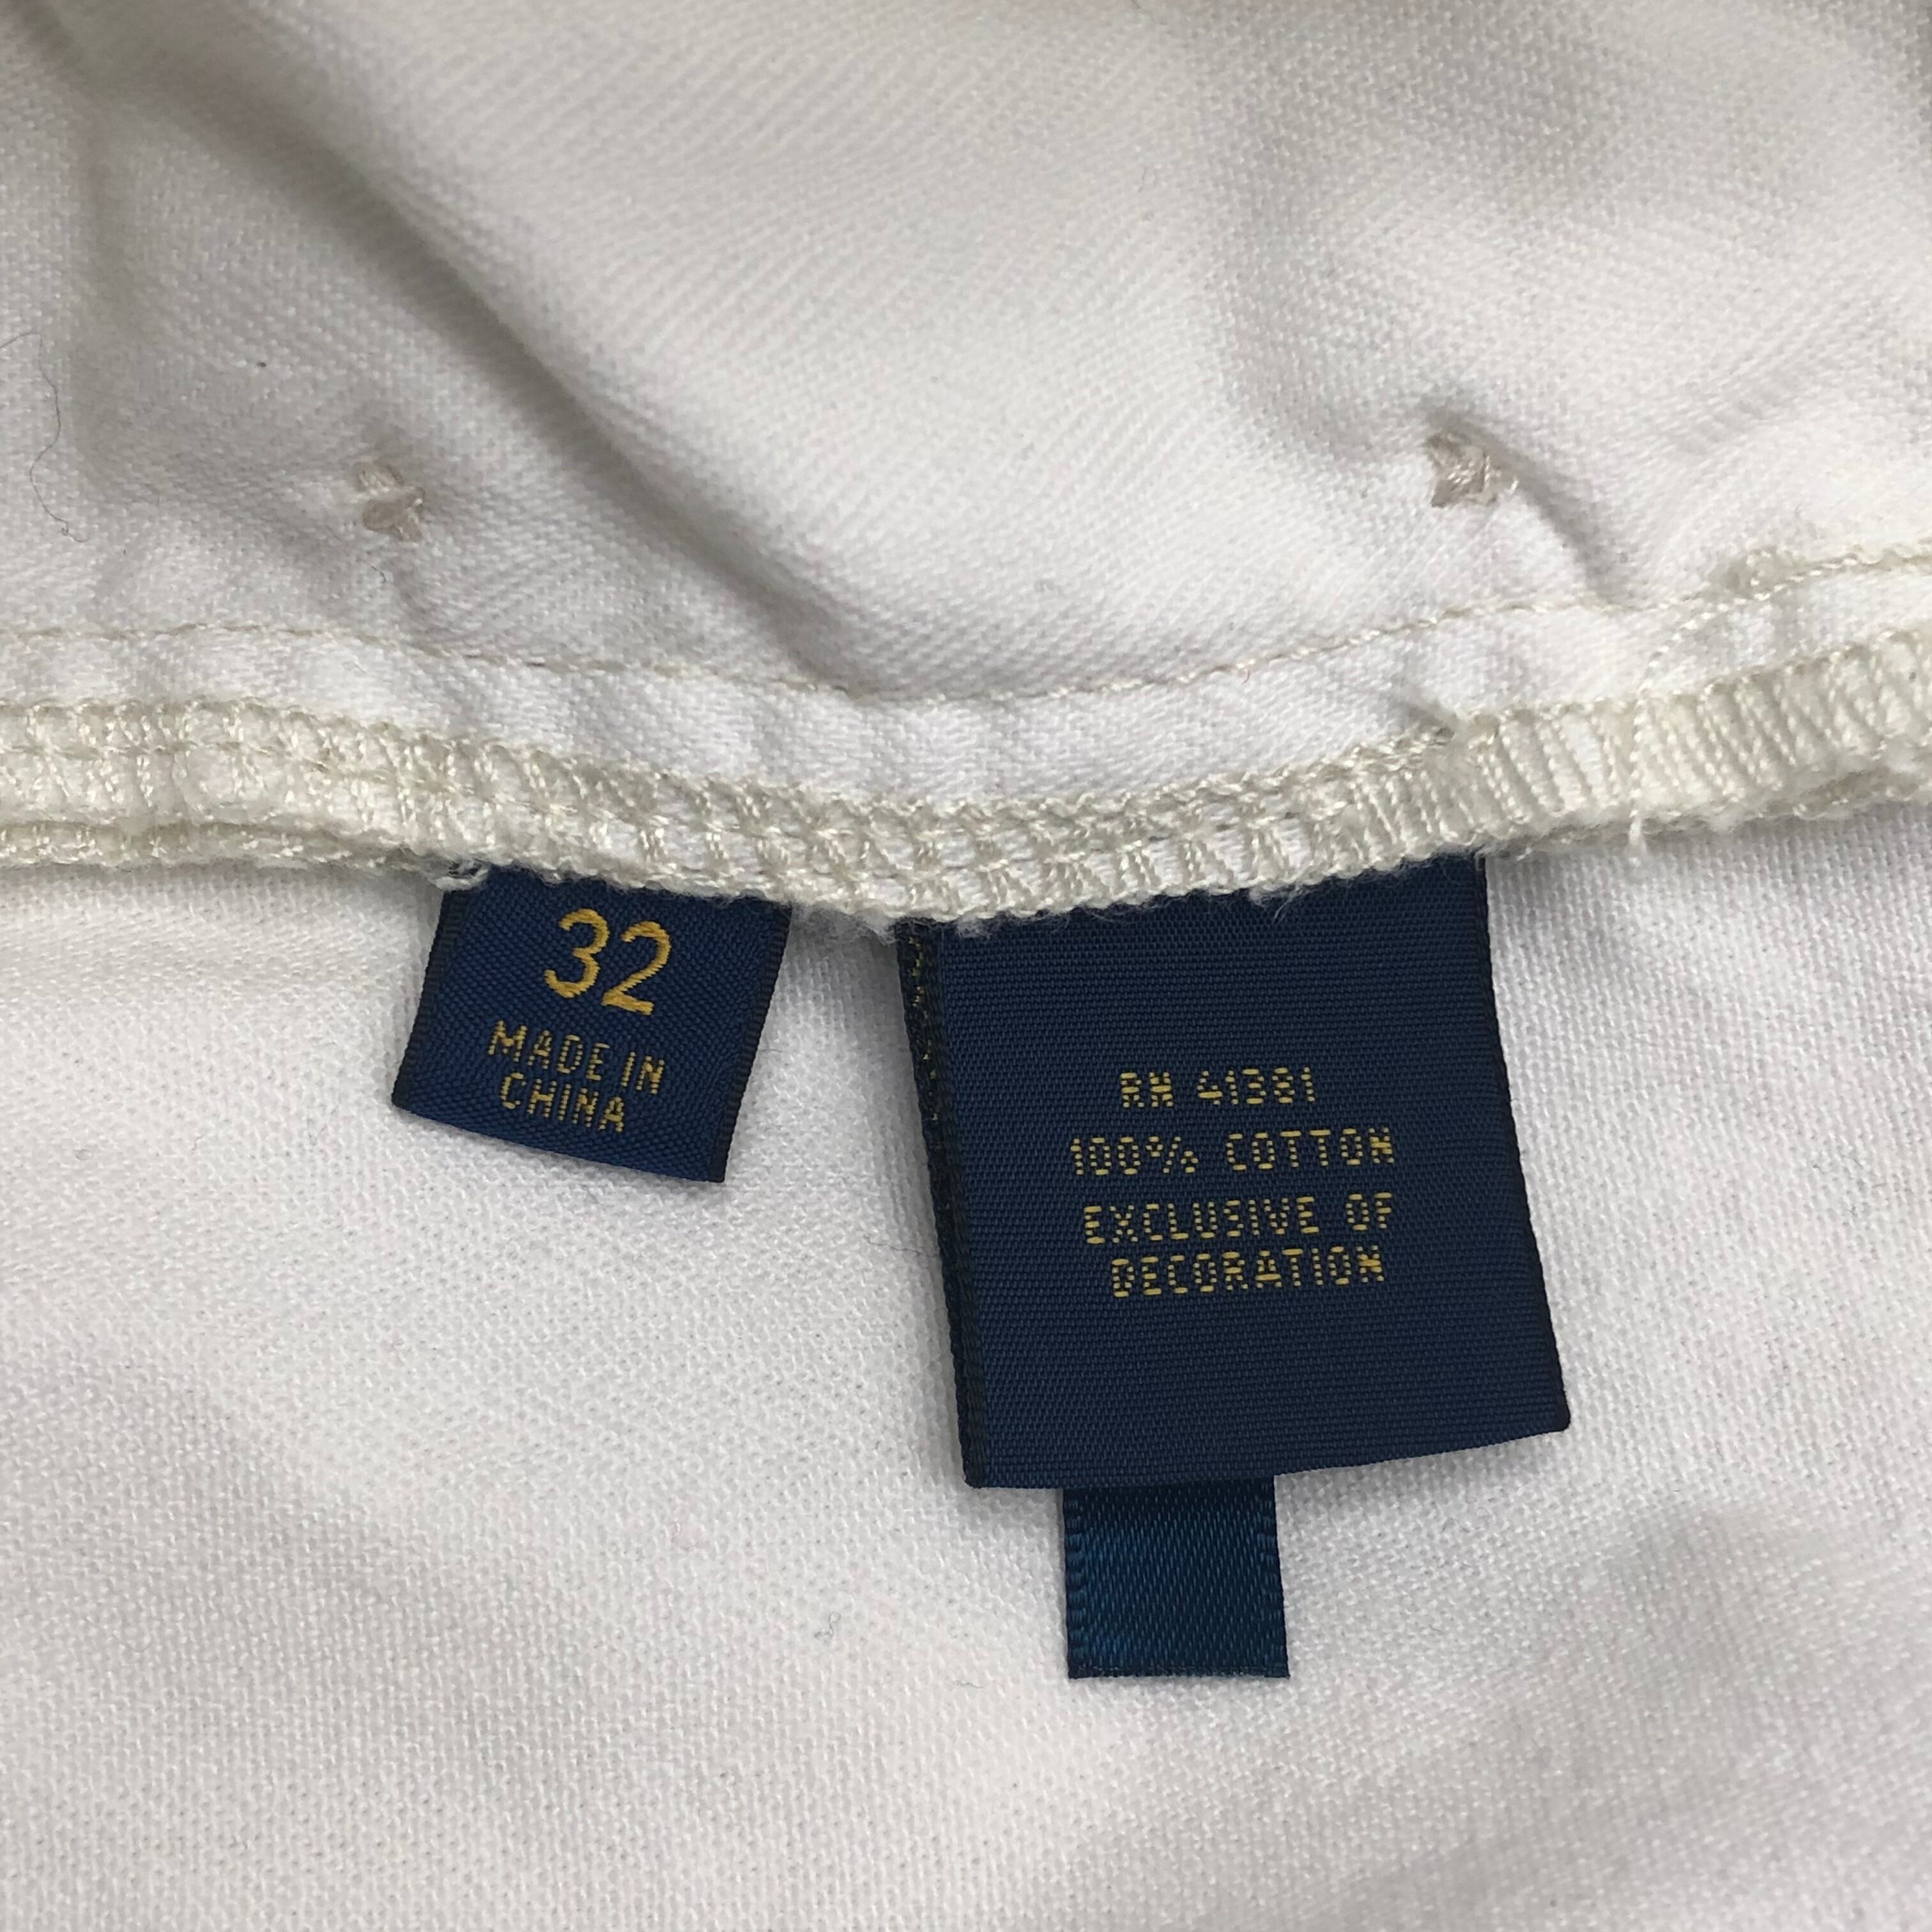 32
MADE IN
CHINA
RN 41381
100% COTTON
EXCLUSIVE OF
DECORATION